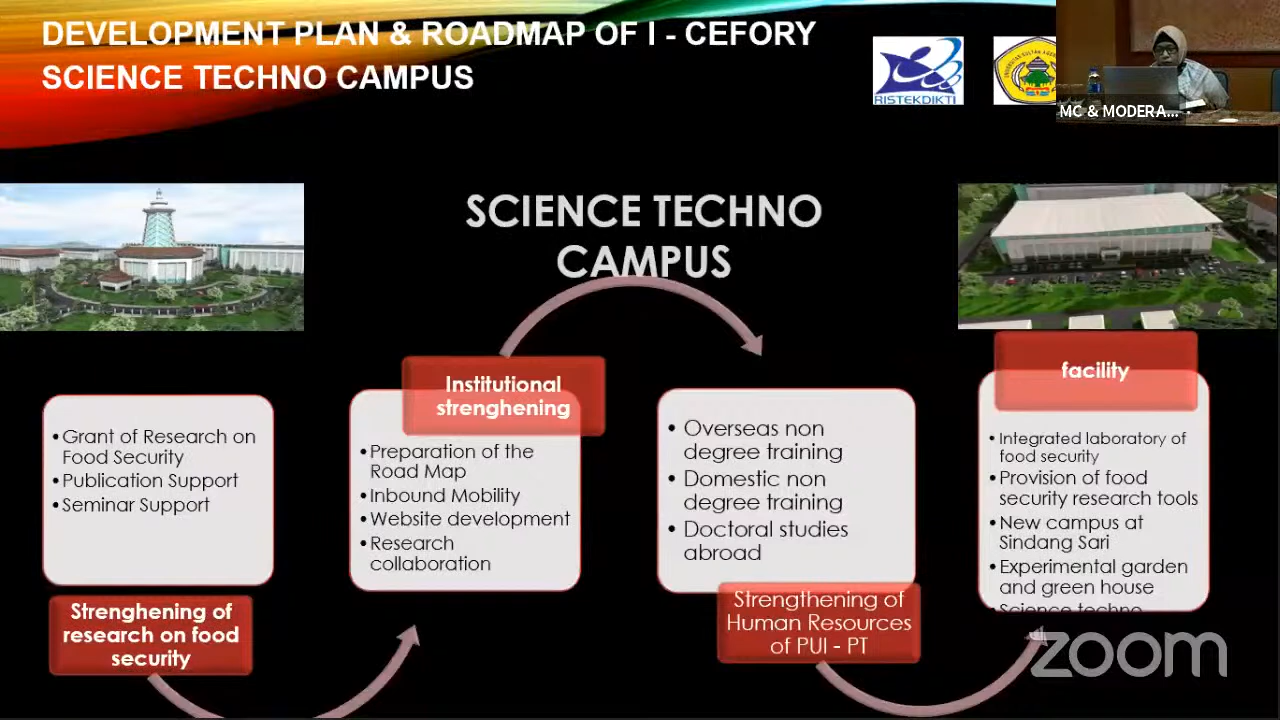 DEVELOPMENT PLAN & ROADMAP OF I - CEFORY
SCIENCE TECHNO CAMPUS
RISTEKDIKTI
MC & MODERA...
SCIENCE TECHNO
CAMPUS
•Grant of Research on
Food Security
•Publication Support
•Seminar Support
Strenghening of
research on food
security
Institutional
strenghening
•Preparation of the
Road Map
•Inbound Mobility
•Website development
•Research
collaboration
• Overseas non
degree training
• Domestic non
degree training
• Doctoral studies
abroad
Strengthening of
Human Resources
of PUI - PT
facility
•Integrated laboratory of
food security
•Provision of food
security research tools
•New campus at
Sindang Sari
•Experimental garden
and green house
•Science techno
zoom